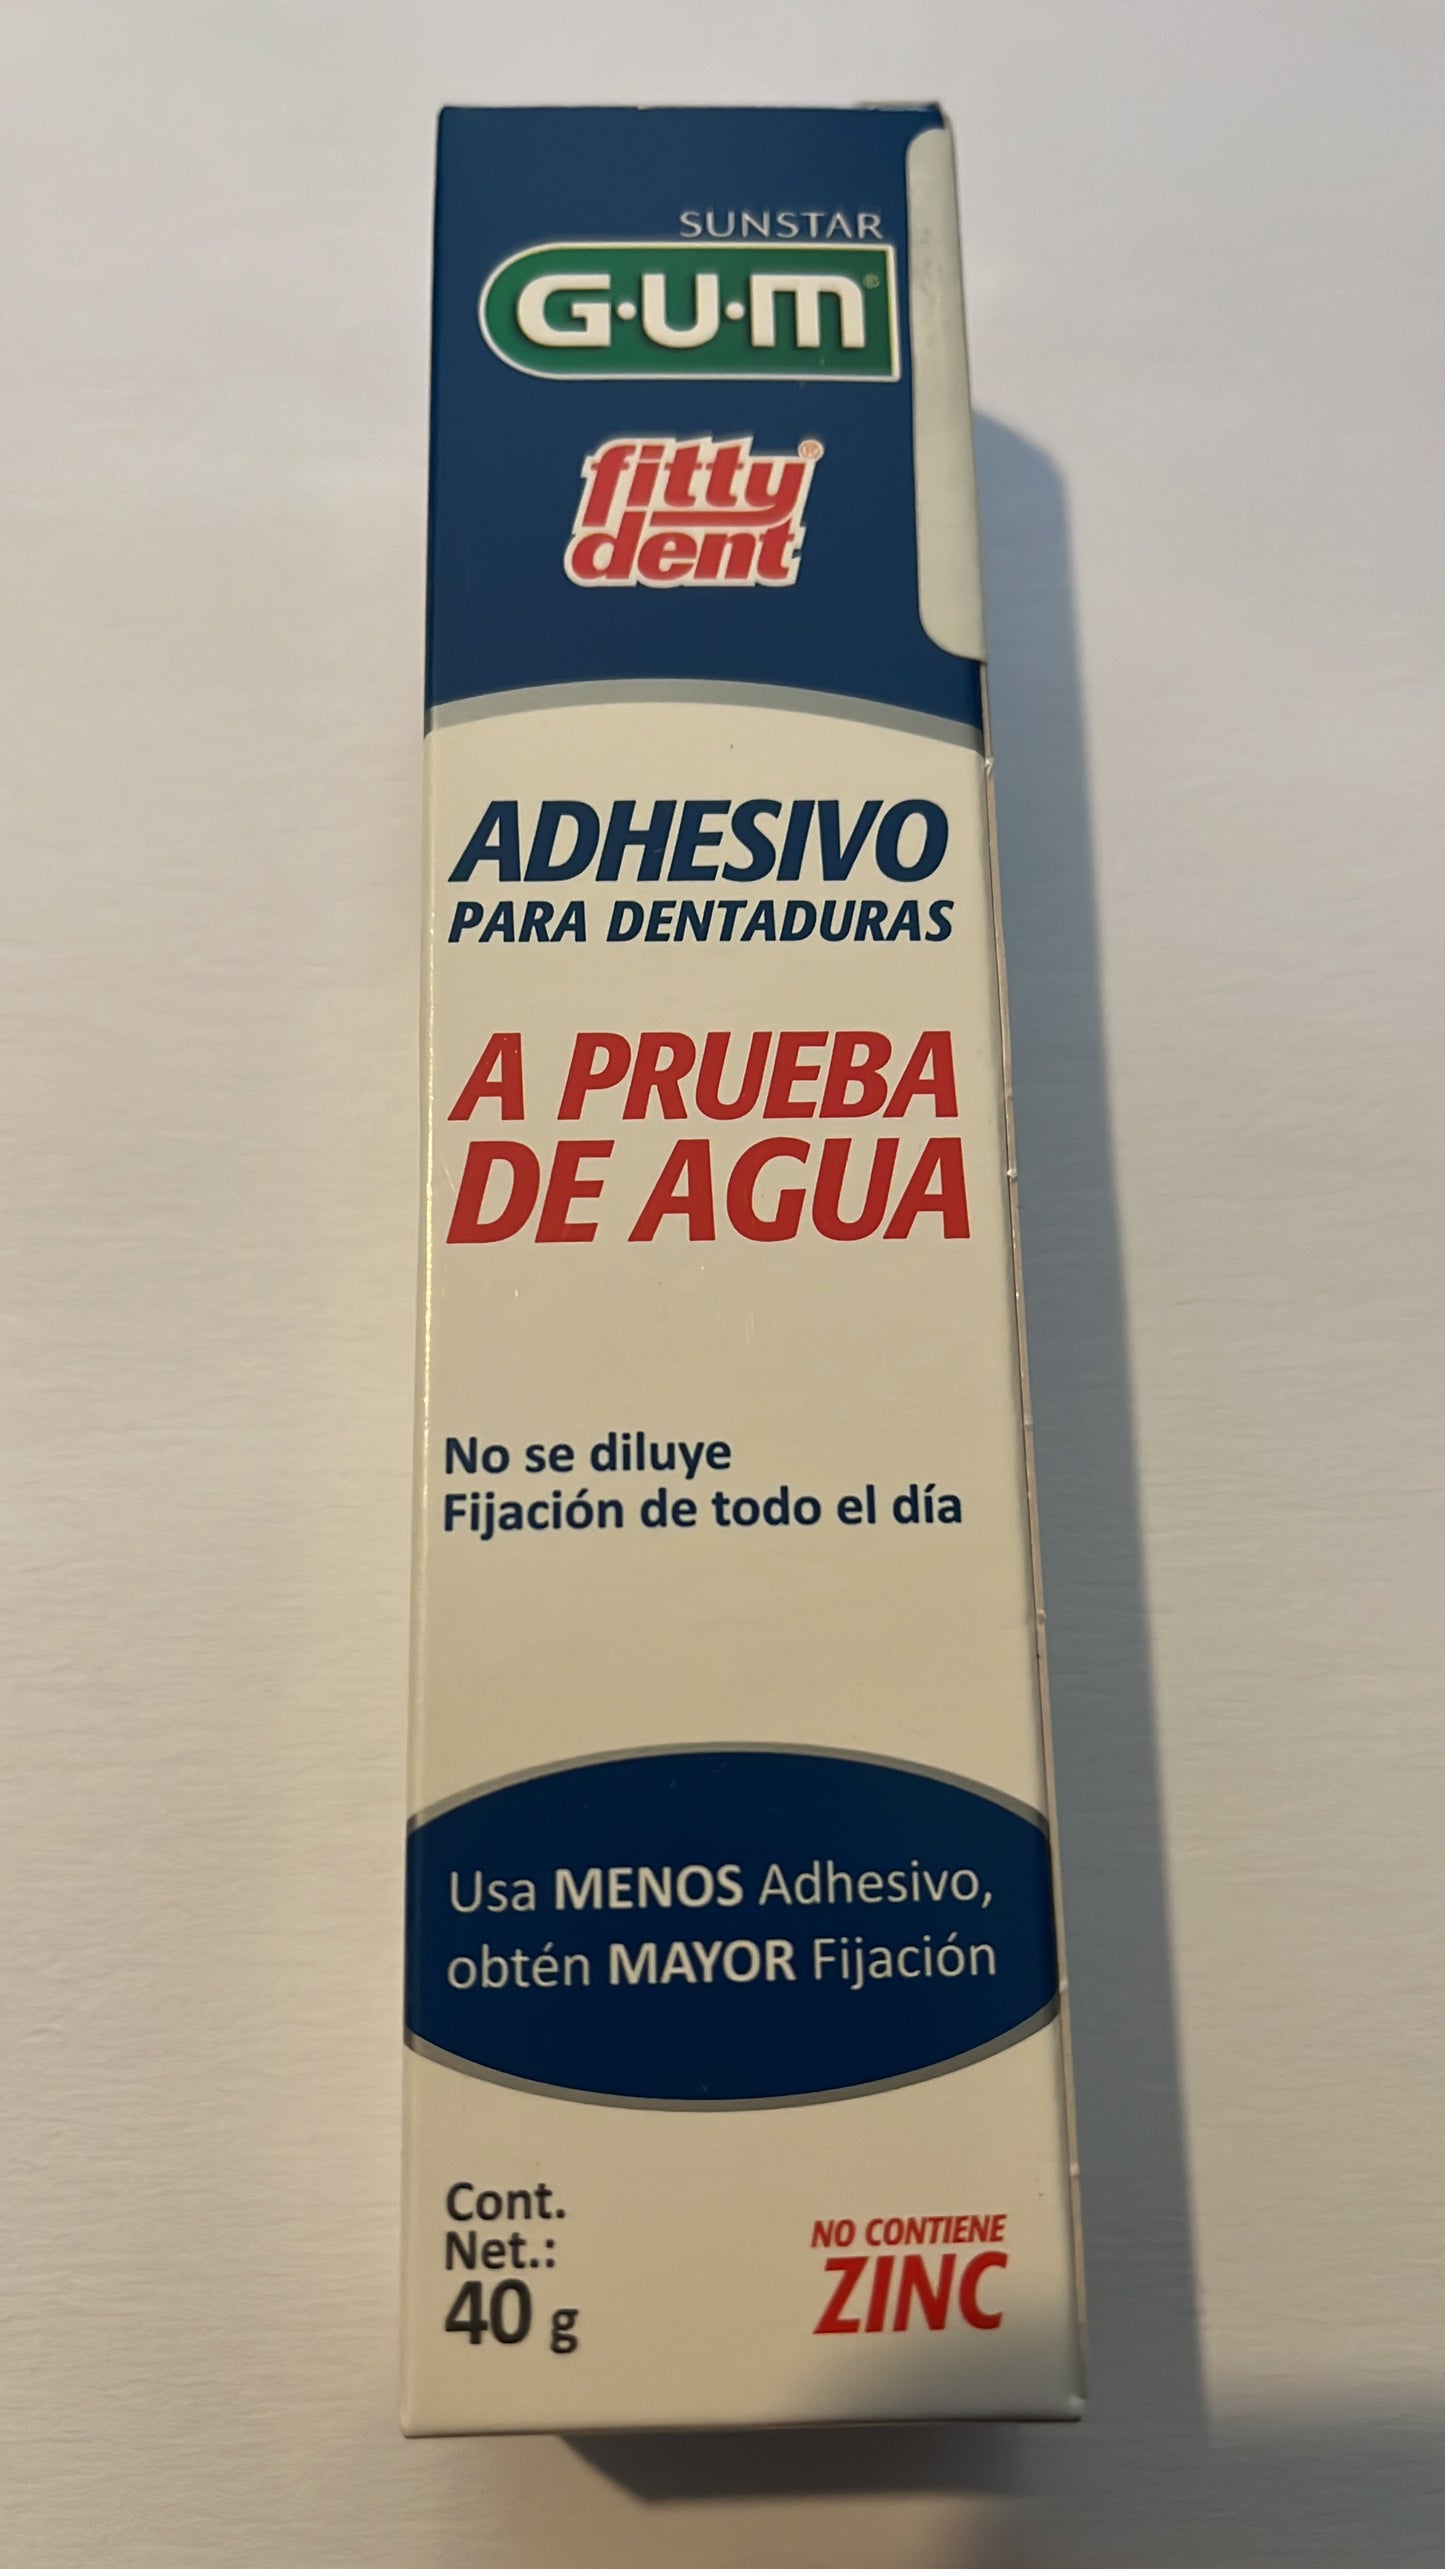 SUNSTAR
G·U·M®
fitty®
dent
ADHESIVO
PARA DENTADURAS
A PRUEBA
DE AGUA
No se diluye
Fijación de todo el día
Usa MENOS Adhesivo,
obtén MAYOR Fijación
Cont.
Net.:
40 g
NO CONTIENE
ZINC